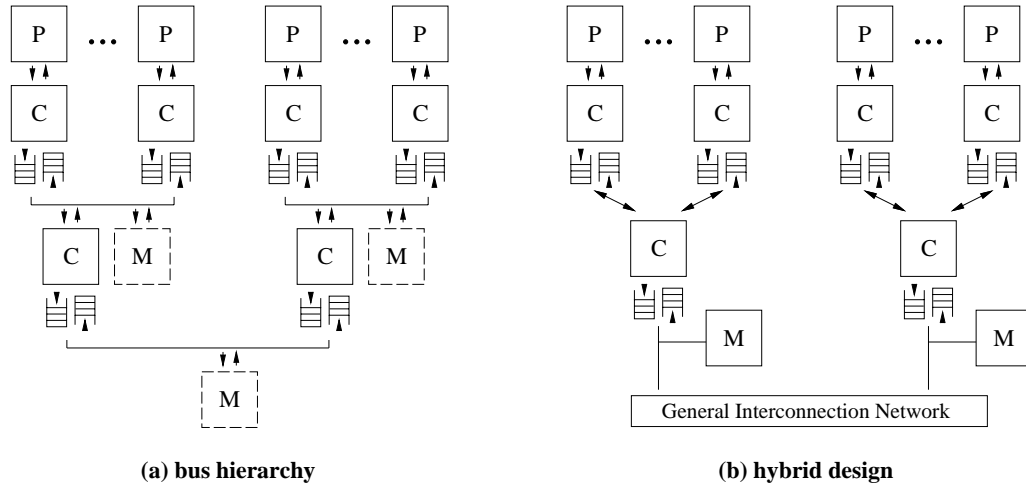 P ... P P ... P P ... P P ... P
C C C C C C C C
C M C M C C
M M M
General Interconnection Network
(a) bus hierarchy (b) hybrid design